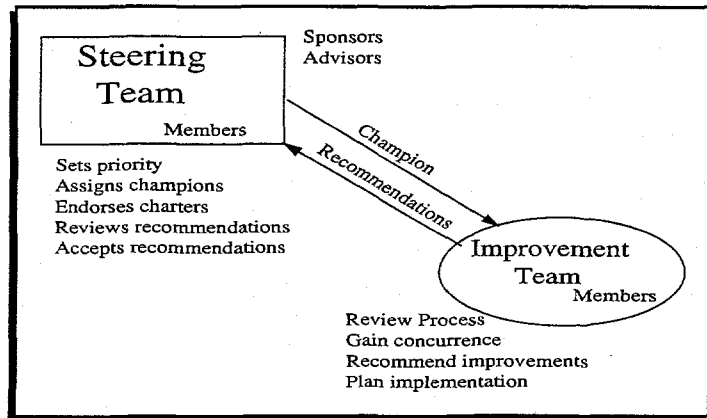 Steering
Team
Members
Sponsors
Advisors
Champion
Recommendations
Sets priority
Assigns champions
Endorses charters
Reviews recommendations
Accepts recommendations
Improvement
Team
Members
Review Process
Gain concurrence
Recommend improvements
Plan implementation